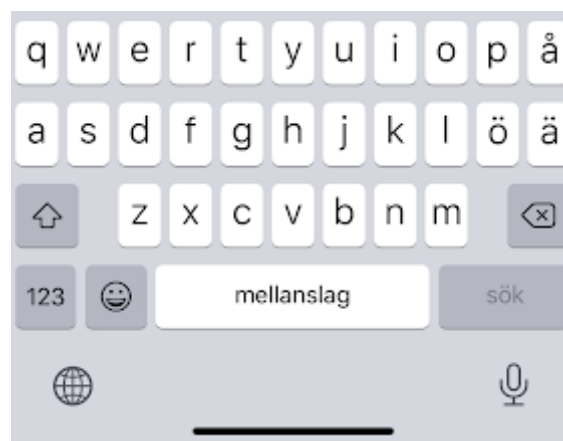 q w e r t y u i o p å
a s d f g h j k l ö ä
z x c v b n m
123 mellanslag sök